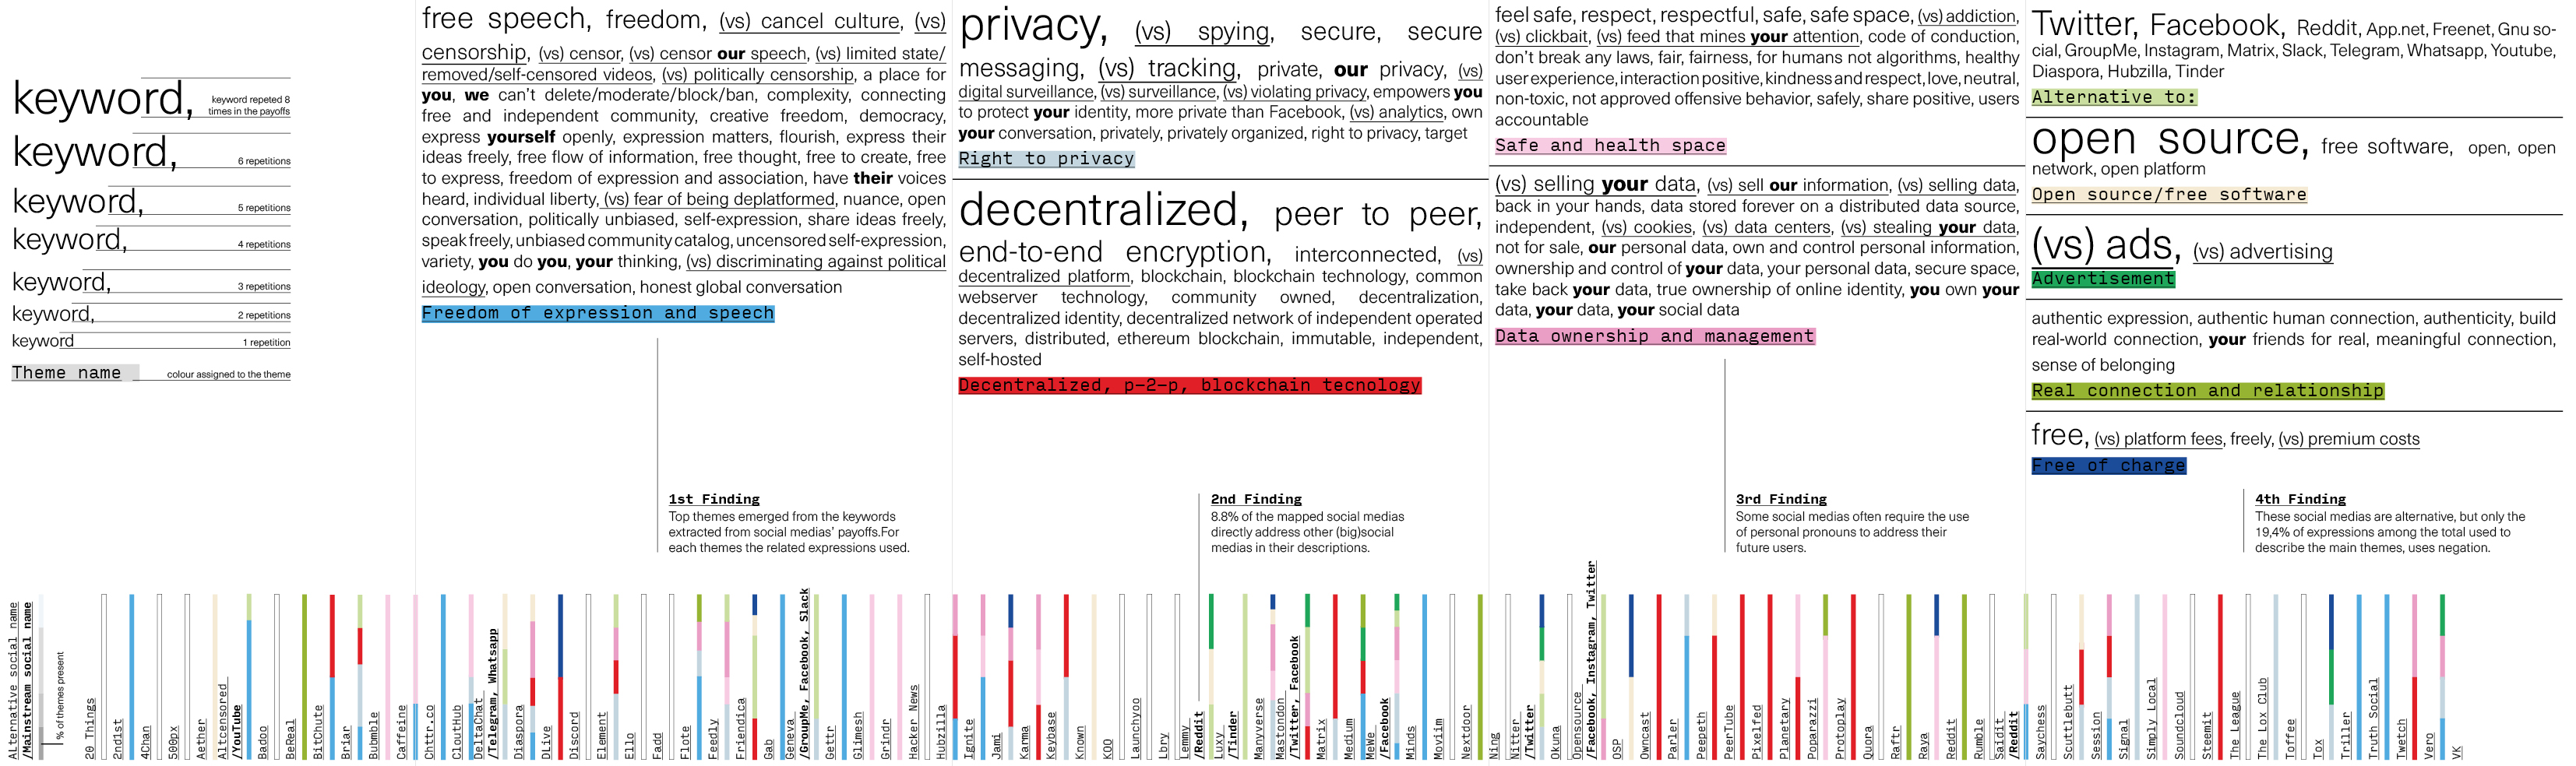 keyword,
keyword repeted 8
times in the payoffs
keyword,
6 repetitions
keyword,
5 repetitions
keyword,
4 repetitions
keyword,
3 repetitions
keyword,
2 repetitions
keyword
1 repetition
Theme name
colour assigned to the theme
free speech, freedom, (vs) cancel culture, (vs)
censorship, (vs) censor, (vs) censor our speech, (vs) limited state/
removed/self-censored videos, (vs) politically censorship, a place for
you, we can't delete/moderate/block/ban, complexity, connecting
free and independent community, creative freedom, democracy,
express yourself openly, expression matters, flourish, express their
ideas freely, free flow of information, free thought, free to create, free
to express, freedom of expression and association, have their voices
heard, individual liberty, (vs) fear of being deplatformed, nuance, open
conversation, politically unbiased, self-expression, share ideas freely,
speak freely, unbiased community catalog, uncensored self-expression,
variety, you do you, your thinking, (vs) discriminating against political
ideology, open conversation, honest global conversation
Freedom of expression and speech
1st Finding
Top themes emerged from the keywords
extracted from social medias' payoffs.For
each themes the related expressions used.
privacy, (vs) spying, secure, secure
messaging, (vs) tracking, private, our privacy, (vs)
digital surveillance, (vs) surveillance, (vs) violating privacy, empowers you
to protect your identity, more private than Facebook, (vs) analytics, own
your conversation, privately, privately organized, right to privacy, target
Right to privacy
decentralized, peer to peer,
end-to-end encryption, interconnected, (vs)
decentralized platform, blockchain, blockchain technology, common
webserver technology, community owned, decentralization,
decentralized identity, decentralized network of independent operated
servers, distributed, ethereum blockchain, immutable, independent,
self-hosted
Decentralized, p-2-p, blockchain tecnology
2nd Finding
8.8% of the mapped social medias
directly address other (big)social
medias in their descriptions.
feel safe, respect, respectful, safe, safe space, (vs) addiction,
(vs) clickbait, (vs) feed that mines your attention, code of conduction,
don't break any laws, fair, fairness, for humans not algorithms, healthy
user experience, interaction positive, kindness and respect, love, neutral,
non-toxic, not approved offensive behavior, safely, share positive, users
accountable
Safe and health space
(vs) selling your data, (vs) sell our information, (vs) selling data,
back in your hands, data stored forever on a distributed data source,
independent, (vs) cookies, (vs) data centers, (vs) stealing your data,
not for sale, our personal data, own and control personal information,
ownership and control of your data, your personal data, secure space,
take back your data, true ownership of online identity, you own your
data, your data, your social data
Data ownership and management
3rd Finding
Some social medias often require the use
of personal pronouns to address their
future users.
Twitter, Facebook, Reddit, App.net, Freenet, Gnu so-
cial, GroupMe, Instagram, Matrix, Slack, Telegram, Whatsapp, Youtube,
Diaspora, Hubzilla, Tinder
Alternative to:
open source, free software, open, open
network, open platform
Open source/free software
(vs) ads, (vs) advertising
Advertisement
authentic expression, authentic human connection, authenticity, build
real-world connection, your friends for real, meaningful connection,
sense of belonging
Real connection and relationship
free, (vs) platform fees, freely, (vs) premium costs
Free of charge
4th Finding
These social medias are alternative, but only the
19,4% of expressions among the total used to
describe the main themes, uses negation.
Alternative social name
/Mainstream social name
% of themes present
20 Things
2nd1st
4Chan
500px
Aether
Altcensored
/YouTube
Badoo
BeReal
BitChute
Briar
Bubmble
Caffeine
Chttr.co
CloutHub
DeltaChat
/Telegram, Whatsapp
Diaspora
DLive
Discord
Element
Ello
Fadd
Flote
Feedly
Friendica
Gab
Geneva
/GroupMe, Facebook, Slack
Gettr
Glimesh
Grindr
Hacker News
Hubzilla
Ignite
Jami
Karma
Keybase
Known
KOO
Launchyoo
Lbry
Lemmy
/Reddit
Luxy
/Tinder
Manyverse
Mastondon
/Twitter, Facebook
Matrix
Medium
MeWe
/Facebook
Minds
Moviim
Nextdoor
Ning
Nitter
/Twitter
Okuna
Opensource
/Facebook, Instagram, Twitter
OSP
Owncast
Parler
Pepeeth
PeerTube
Pixelfed
Planetary
Poparazzi
Protoplay
Quora
Raftr
Raya
Reddit
Rumble
Saidit
/Reddit
Saychess
Scuttlebutt
Session
Signal
Simply Local
Soundcloud
Steemit
The League
The Lox Club
Toffee
Tox
Triller
Truth Social
Twetch
Vero
VK